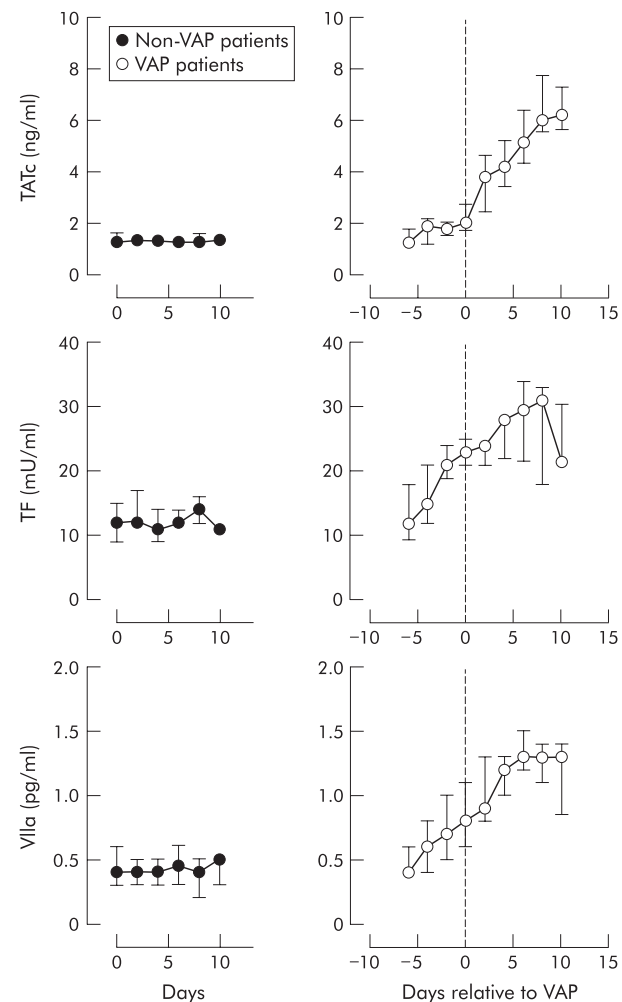 ● Non-VAP patients
○ VAP patients
TATc (ng/ml)
10
8
6
4
2
0
0 5 10
10
8
6
4
2
0
−10 −5 0 5 10 15
TF (mU/ml)
40
30
20
10
0
0 5 10
40
30
20
10
0
−10 −5 0 5 10 15
VIIa (pg/ml)
2.0
1.5
1.0
0.5
0
0 5 10
Days
2.0
1.5
1.0
0.5
0
−10 −5 0 5 10 15
Days relative to VAP